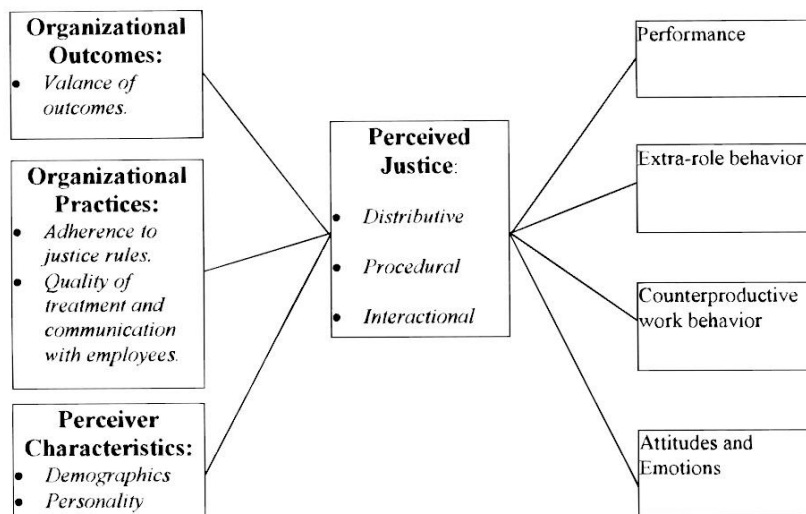 Organizational
Outcomes:
• Valance of
outcomes.
Organizational
Practices:
• Adherence to
justice rules.
• Quality of
treatment and
communication
with employees.
Perceiver
Characteristics:
• Demographics
• Personality
Perceived
Justice:
• Distributive
• Procedural
• Interactional
Performance
Extra-role behavior
Counterproductive
work behavior
Attitudes and
Emotions